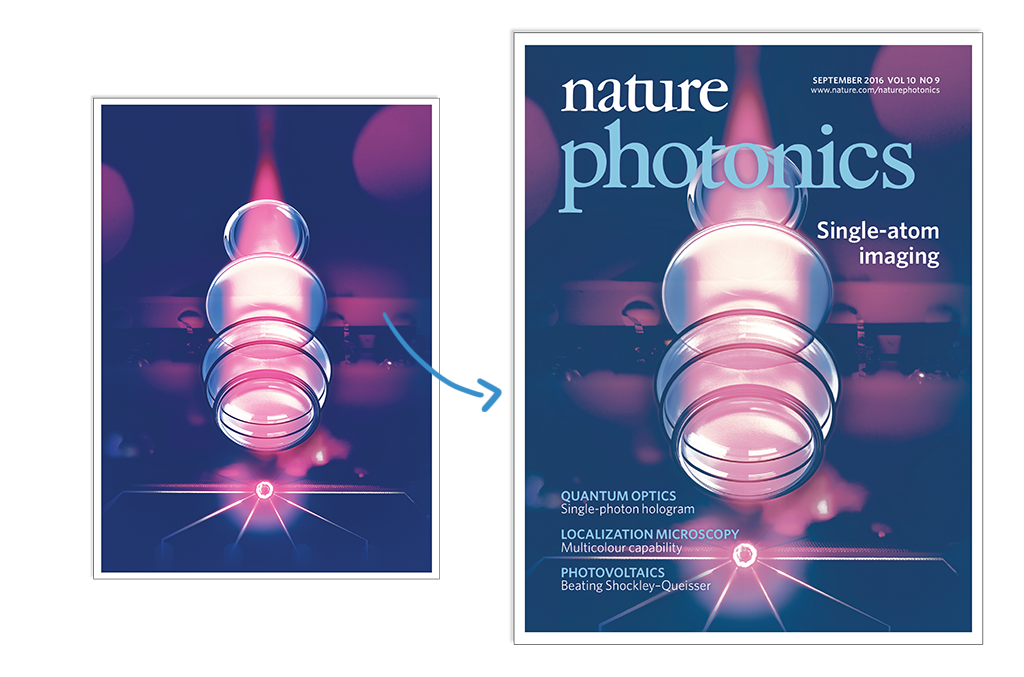 nature
SEPTEMBER 2016 VOL 10 NO 9
www.nature.com/naturephotonics
photonics
Single-atom
imaging
QUANTUM OPTICS
Single-photon hologram
LOCALIZATION MICROSCOPY
Multicolour capability
PHOTOVOLTAICS
Beating Shockley–Queisser